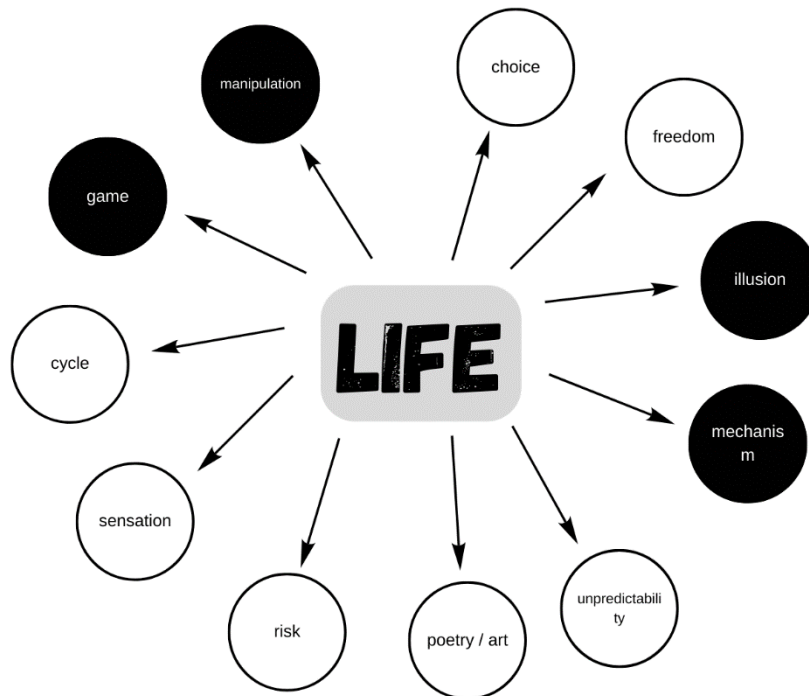 choice
manipulation
freedom
game
illusion
LIFE
cycle
mechanis
m
sensation
unpredictabili
ty
risk
poetry / art